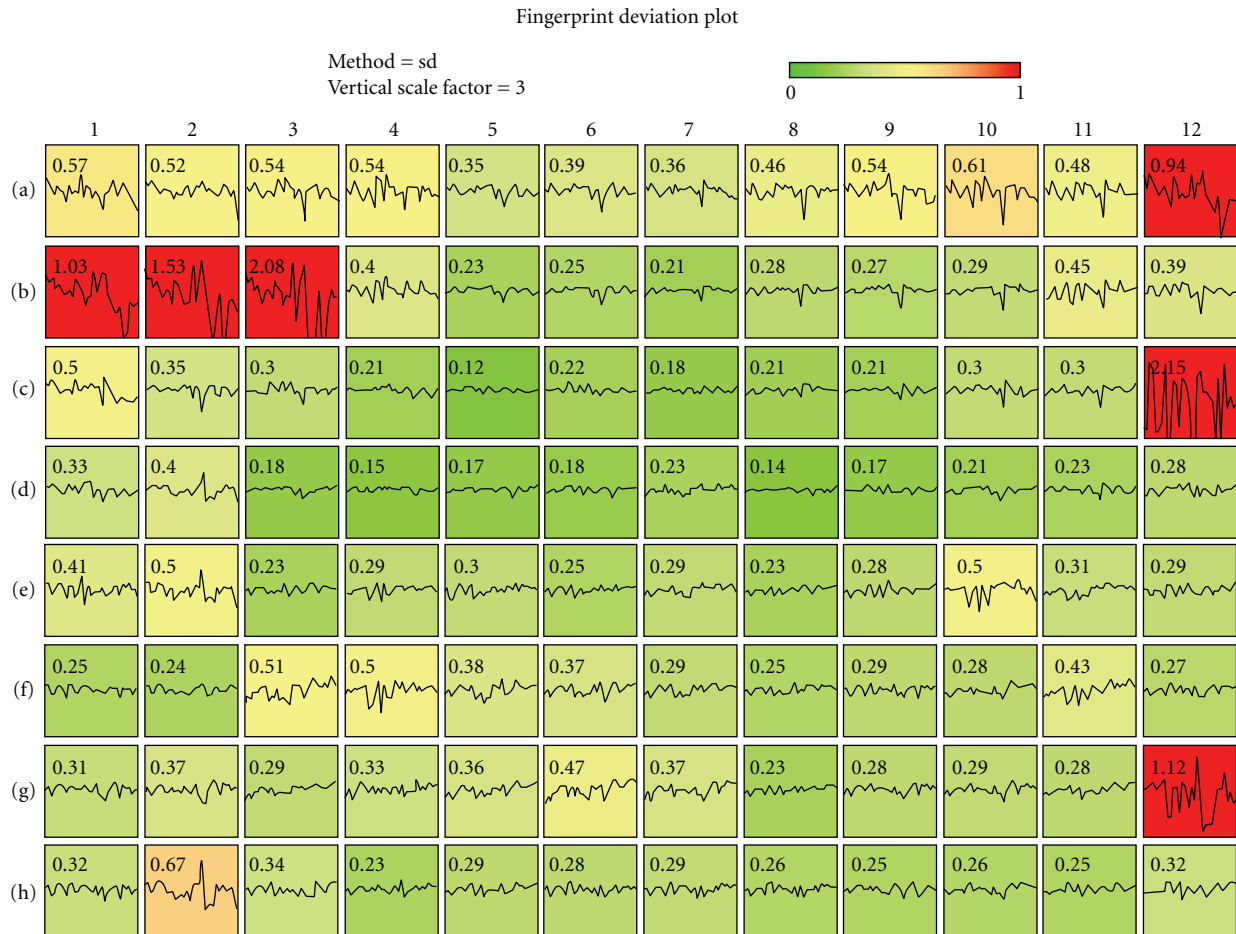 Fingerprint deviation plot
Method = sd
Vertical scale factor = 3
0 1
1 2 3 4 5 6 7 8 9 10 11 12
(a) 0.57 0.52 0.54 0.54 0.35 0.39 0.36 0.46 0.54 0.61 0.48 0.94
(b) 1.03 1.53 2.08 0.4 0.23 0.25 0.21 0.28 0.27 0.29 0.45 0.39
(c) 0.5 0.35 0.3 0.21 0.12 0.22 0.18 0.21 0.21 0.3 0.3 2.15
(d) 0.33 0.4 0.18 0.15 0.17 0.18 0.23 0.14 0.17 0.21 0.23 0.28
(e) 0.41 0.5 0.23 0.29 0.3 0.25 0.29 0.23 0.28 0.5 0.31 0.29
(f) 0.25 0.24 0.51 0.5 0.38 0.37 0.29 0.25 0.29 0.28 0.43 0.27
(g) 0.31 0.37 0.29 0.33 0.36 0.47 0.37 0.23 0.28 0.29 0.28 1.12
(h) 0.32 0.67 0.34 0.23 0.29 0.28 0.29 0.26 0.25 0.26 0.25 0.32